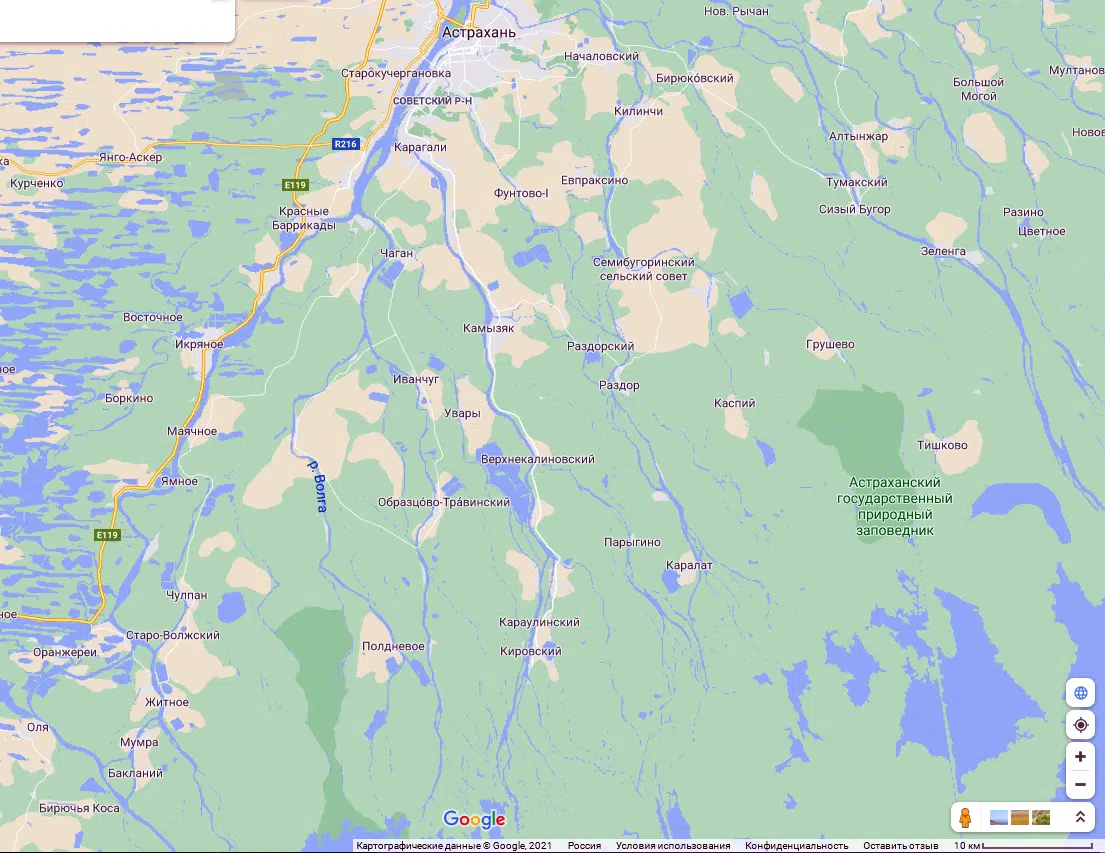 Нов. Рычан
Астрахань
Началовский
Старокучергановка
Бирюковский
Мултанов
Большой
Могой
СОВЕТСКИЙ Р-Н
Килинчи
R216
Карагали
Алтынжар
Новов
Янго-Аскер
ка
Курченко
E119
Евпраксино
Фунтово-I
Тумакский
Красные
Баррикады
Сизый Бугор
Разино
Цветное
Чаган
Зеленга
Семибугоринский
сельский совет
Восточное
Камызяк
Икряное
Раздорский
Грушево
ное
Иванчуг
Раздор
Боркино
Увары
Каспий
Маячное
Тишково
р. Волга
Верхнекалиновский
Ямное
Астраханский
государственный
природный
заповедник
Образцово-Травинский
E119
Парыгино
Каралат
Чулпан
ное
Караулинский
Старо-Волжский
Полдневое
Оранжереи
Кировский
Житное
Оля
Мумра
Бакланий
Бирючья Коса
Google
Картографические данные © Google, 2021 Россия Условия использования Конфиденциальность Оставить отзыв 10 км